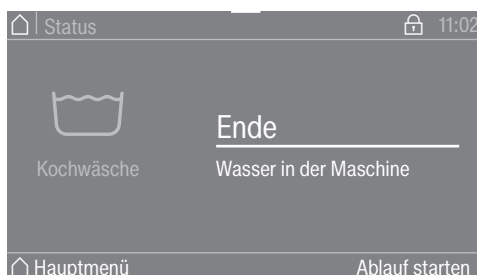 Status 11:02
Ende
Kochwäsche Wasser in der Maschine
Hauptmenü Ablauf starten